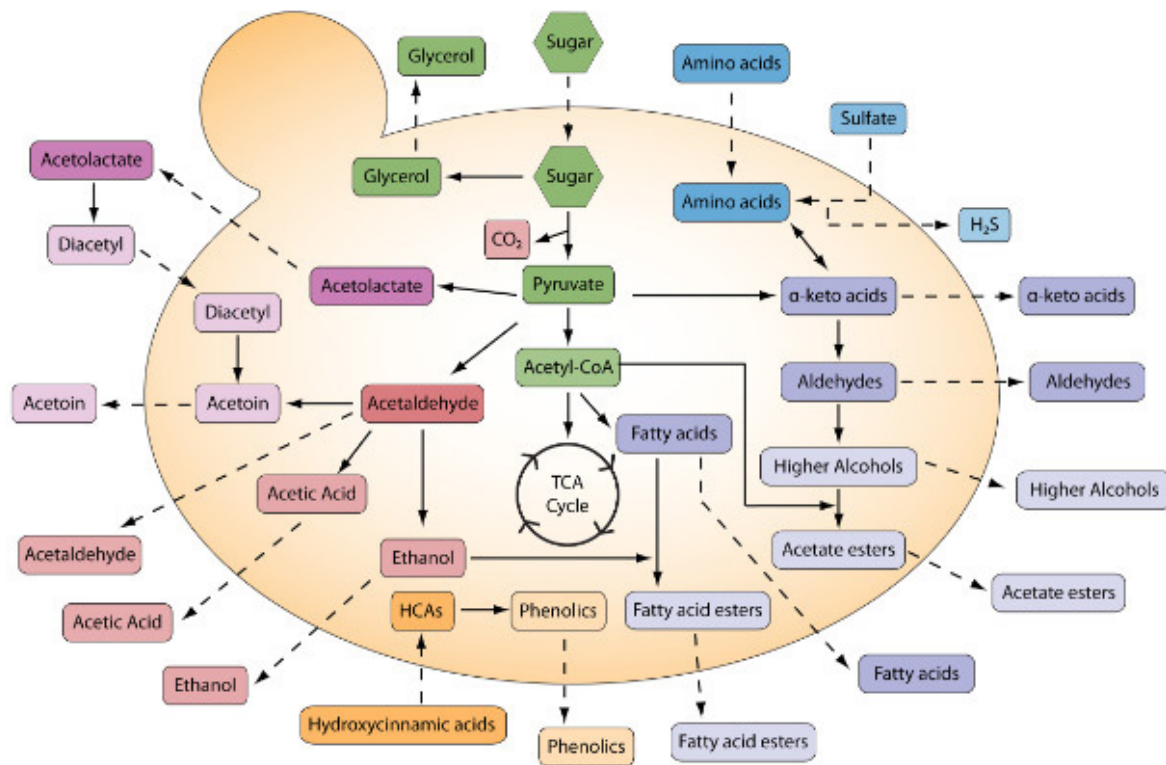 Sugar
Glycerol
Amino acids
Sulfate
Acetolactate
Glycerol
Sugar
Amino acids
Diacetyl
CO₂
H₂S
Acetolactate
Pyruvate
α-keto acids
α-keto acids
Diacetyl
Acetyl-CoA
Aldehydes
Aldehydes
Acetoin
Acetoin
Acetaldehyde
Fatty acids
Higher Alcohols
Acetic Acid
TCA
Cycle
Higher Alcohols
Acetaldehyde
Ethanol
Acetate esters
Acetate esters
Acetic Acid
HCAs
Phenolics
Fatty acid esters
Ethanol
Fatty acids
Hydroxycinnamic acids
Phenolics
Fatty acid esters